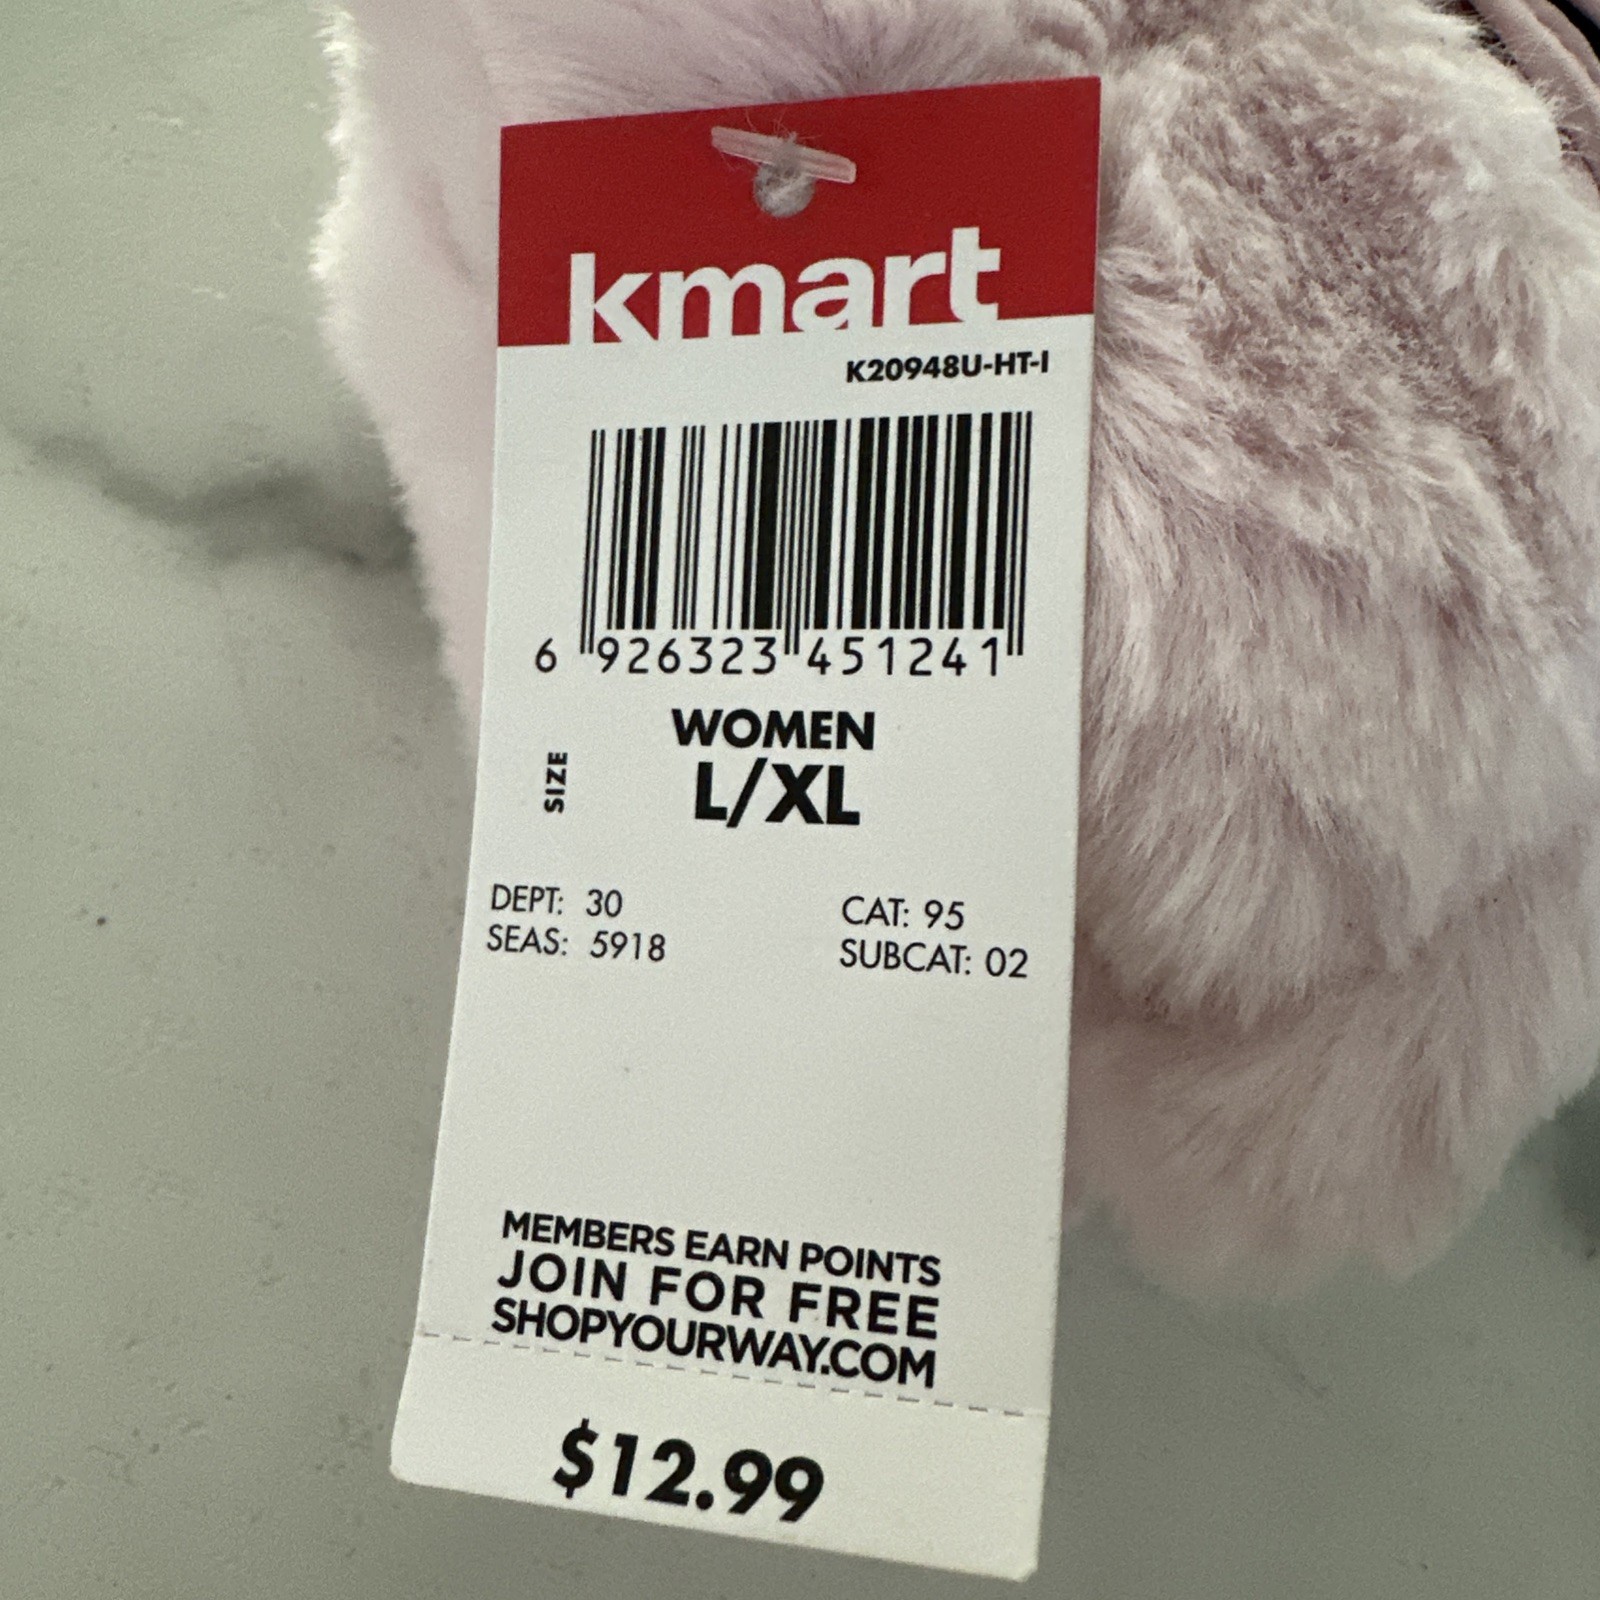 kmart
K20948U-HT-I
6 926323 451241
WOMEN
SIZE L/XL
DEPT: 30 CAT: 95
SEAS: 5918 SUBCAT: 02
MEMBERS EARN POINTS
JOIN FOR FREE
SHOPYOURWAY.COM
$12.99